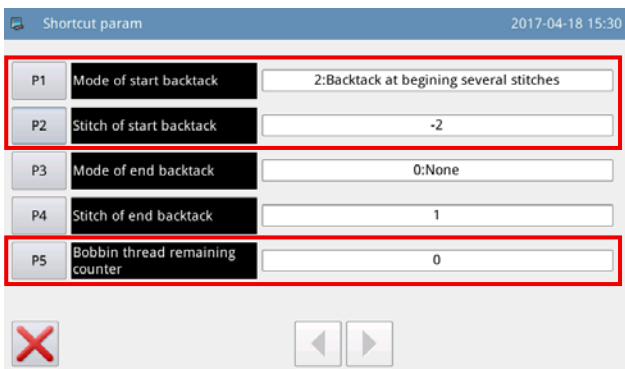 Shortcut param 2017-04-18 15:30
P1 Mode of start backtack 2:Backtack at begining several stitches
P2 Stitch of start backtack -2
P3 Mode of end backtack 0:None
P4 Stitch of end backtack 1
P5 Bobbin thread remaining
counter 0